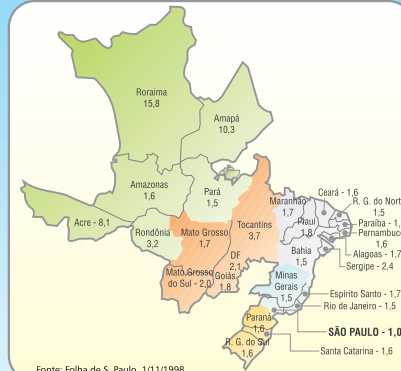 Roraima
15,8
Amapá
10,3
Amazonas
1,6
Pará
1,5
Acre - 8,1
Rondônia
3,2
Mato Grosso
1,7
Tocantins
3,7
Maranhão
1,7
Piauí
1,8
Ceará - 1,6
R. G. do Nort
1,5
Paraíba - 1,
Pernambuco
1,6
Alagoas - 1,7
Sergipe - 2,4
Bahia
1,5
DF
2,1
Goiás
1,8
Mato Grosso
do Sul - 2,0
Minas
Gerais
1,5
Espírito Santo - 1,7
Rio de Janeiro - 1,5
SÃO PAULO - 1,0
Paraná
1,6
R. G. do Sul
1,6
Santa Catarina - 1,6
Fonte: Folha de S. Paulo, 1/11/1998